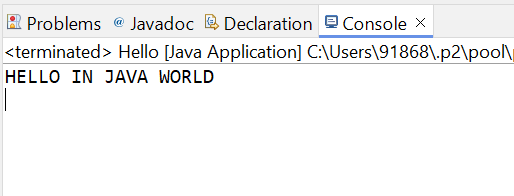 Problems @ Javadoc Declaration Console ×
<terminated> Hello [Java Application] C:\Users\91868\.p2\pool\
HELLO IN JAVA WORLD